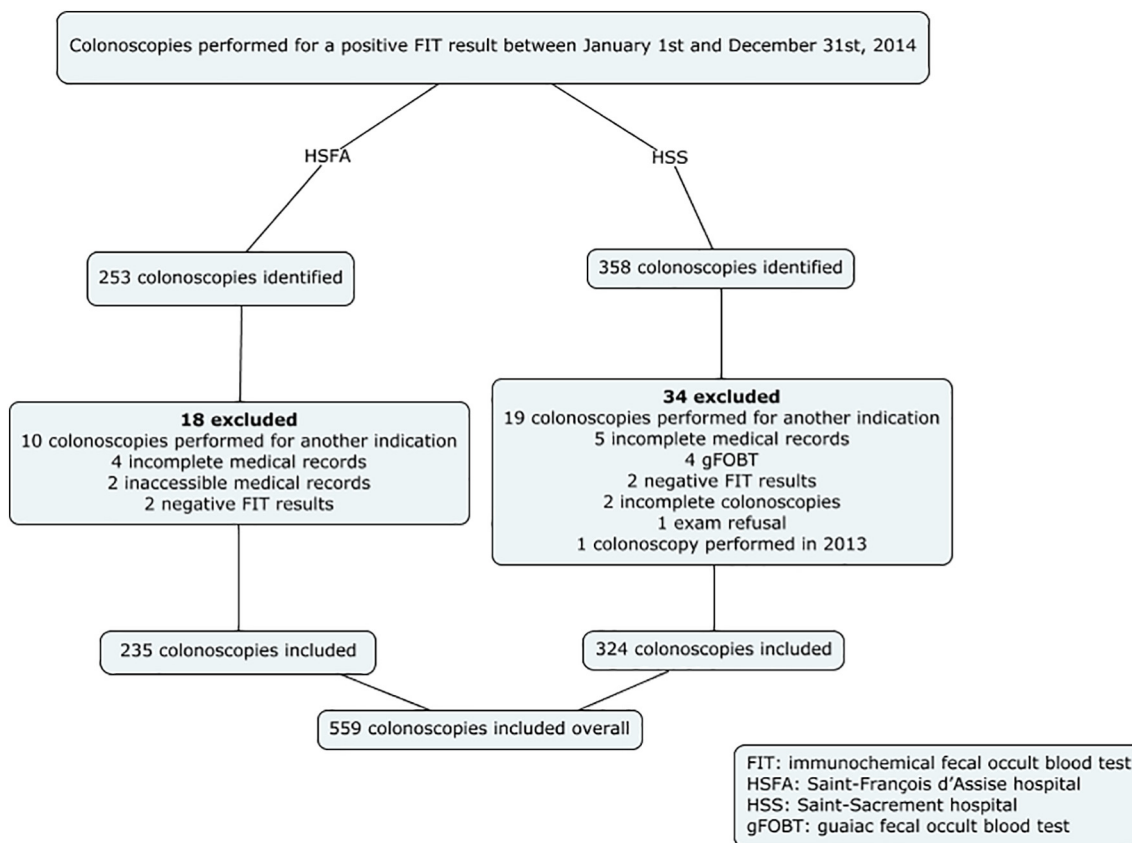 Colonoscopies performed for a positive FIT result between January 1st and December 31st, 2014
HSFA
HSS
253 colonoscopies identified
358 colonoscopies identified
18 excluded
10 colonoscopies performed for another indication
4 incomplete medical records
2 inaccessible medical records
2 negative FIT results
34 excluded
19 colonoscopies performed for another indication
5 incomplete medical records
4 gFOBT
2 negative FIT results
2 incomplete colonoscopies
1 exam refusal
1 colonoscopy performed in 2013
235 colonoscopies included
324 colonoscopies included
559 colonoscopies included overall
FIT: immunochemical fecal occult blood test
HSFA: Saint-François d'Assise hospital
HSS: Saint-Sacrement hospital
gFOBT: guaiac fecal occult blood test